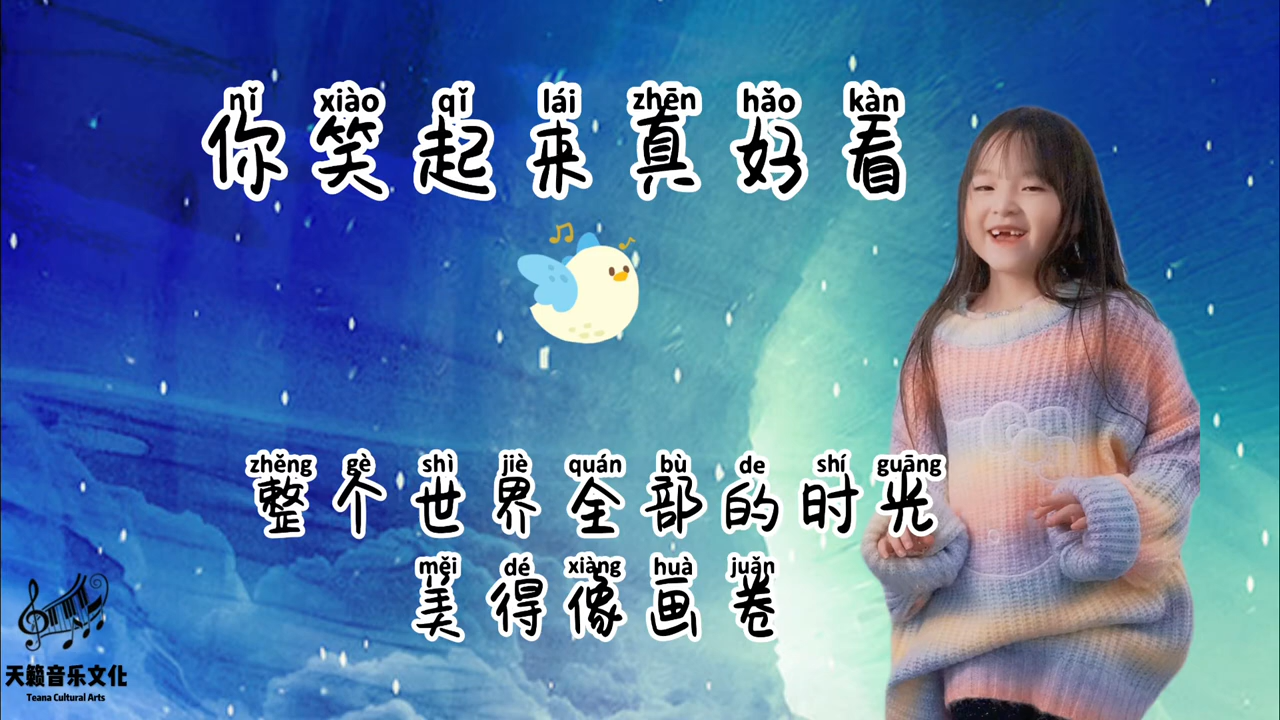 nǐ xiào qǐ lái zhēn hǎo kàn
你笑起来真好看
zhěng gè shì jiè quán bù de shí guāng
整个世界全部的时光
měi dé xiàng huà juǎn
美得像画卷
天籁音乐文化
Teana Cultural Arts